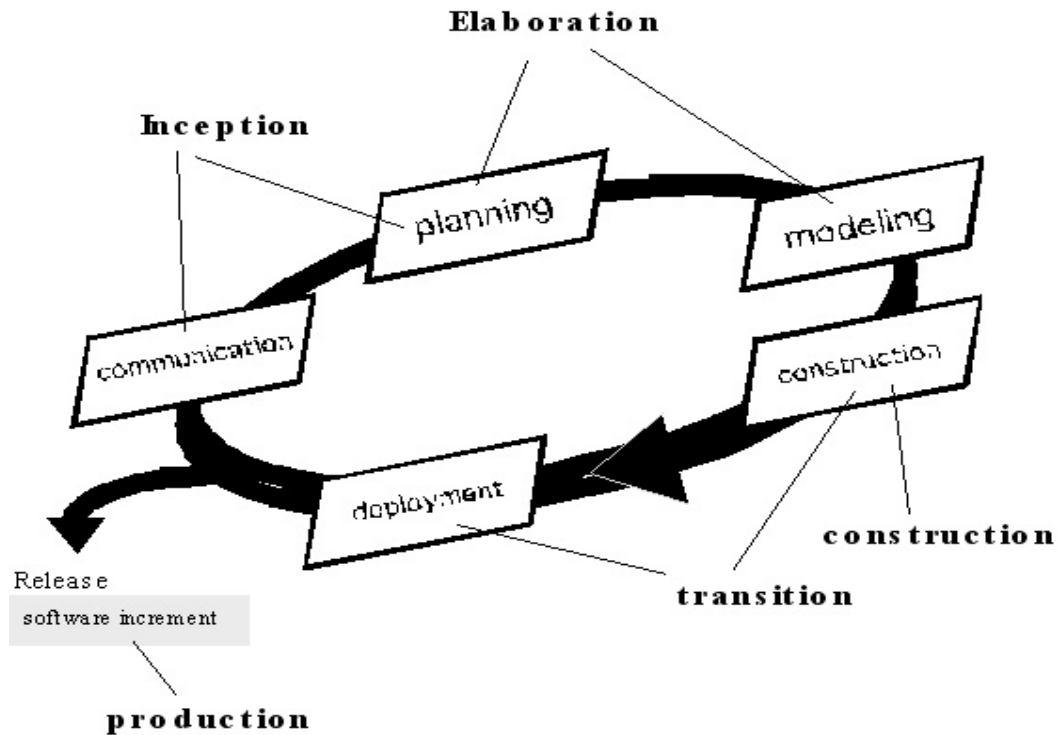 Elaboration
Inception
planning
modeling
communication
construction
deployment
construction
transition
Release
software increment
production